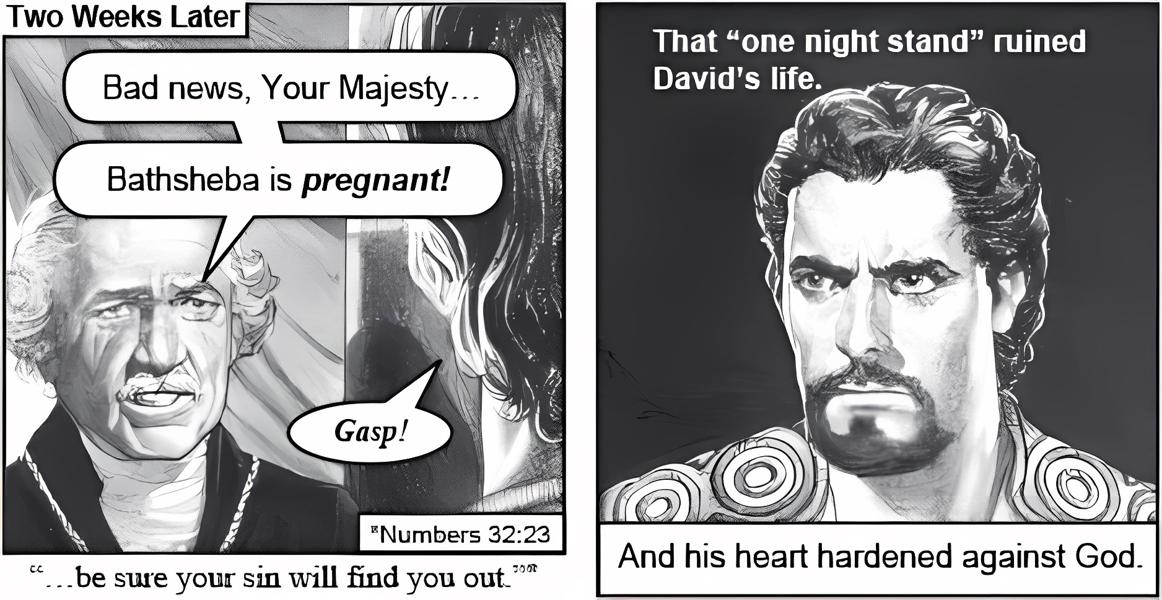 Two Weeks Later
Bad news, Your Majesty...
Bathsheba is pregnant!
Gasp!
*Numbers 32:23
"...be sure your sin will find you out."
That “one night stand” ruined
David’s life.
And his heart hardened against God.